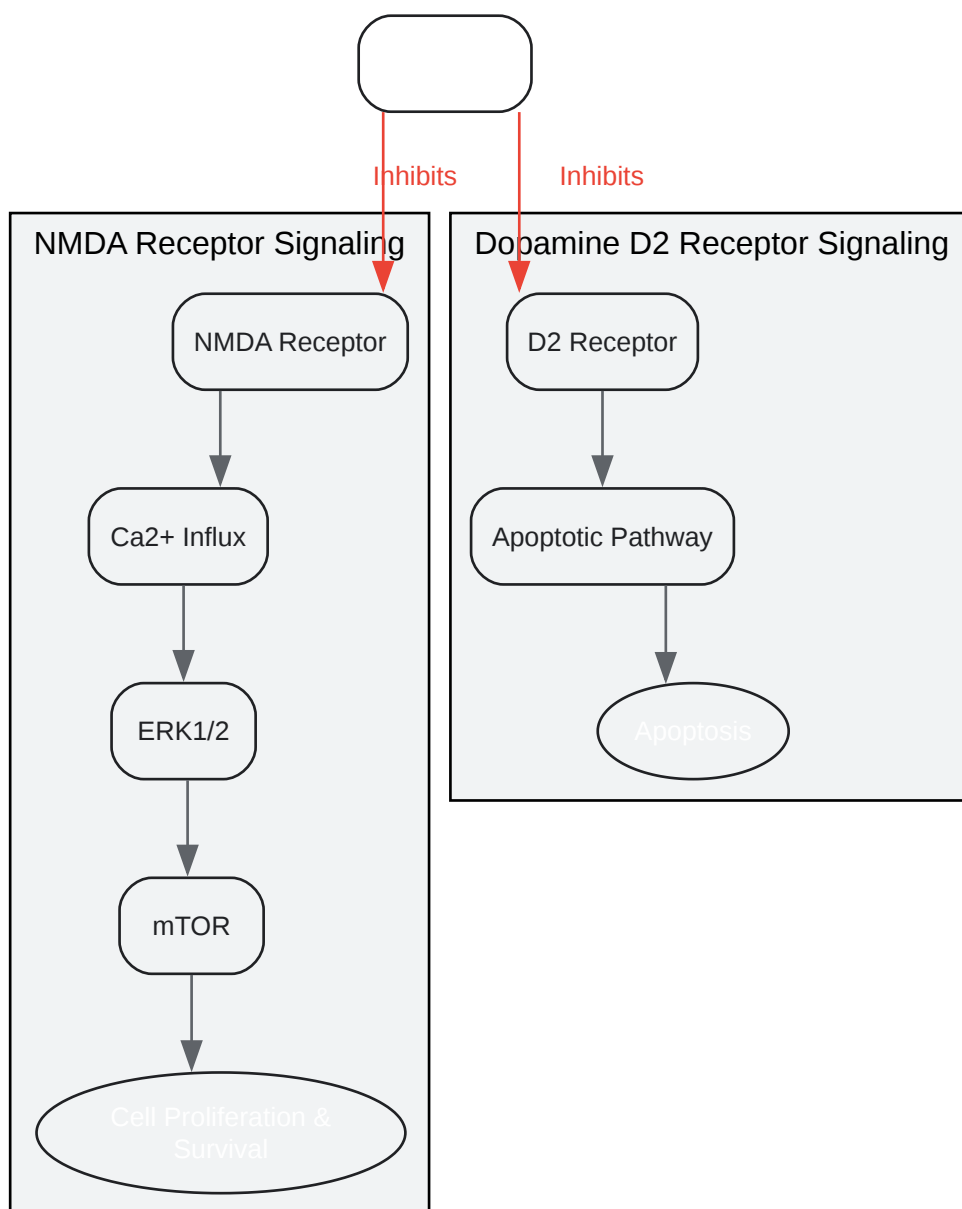 Inhibits
Inhibits
NMDA Receptor Signaling
Dopamine D2 Receptor Signaling
NMDA Receptor
D2 Receptor
Ca2+ Influx
Apoptotic Pathway
ERK1/2
Apoptosis
mTOR
Cell Proliferation &
Survival